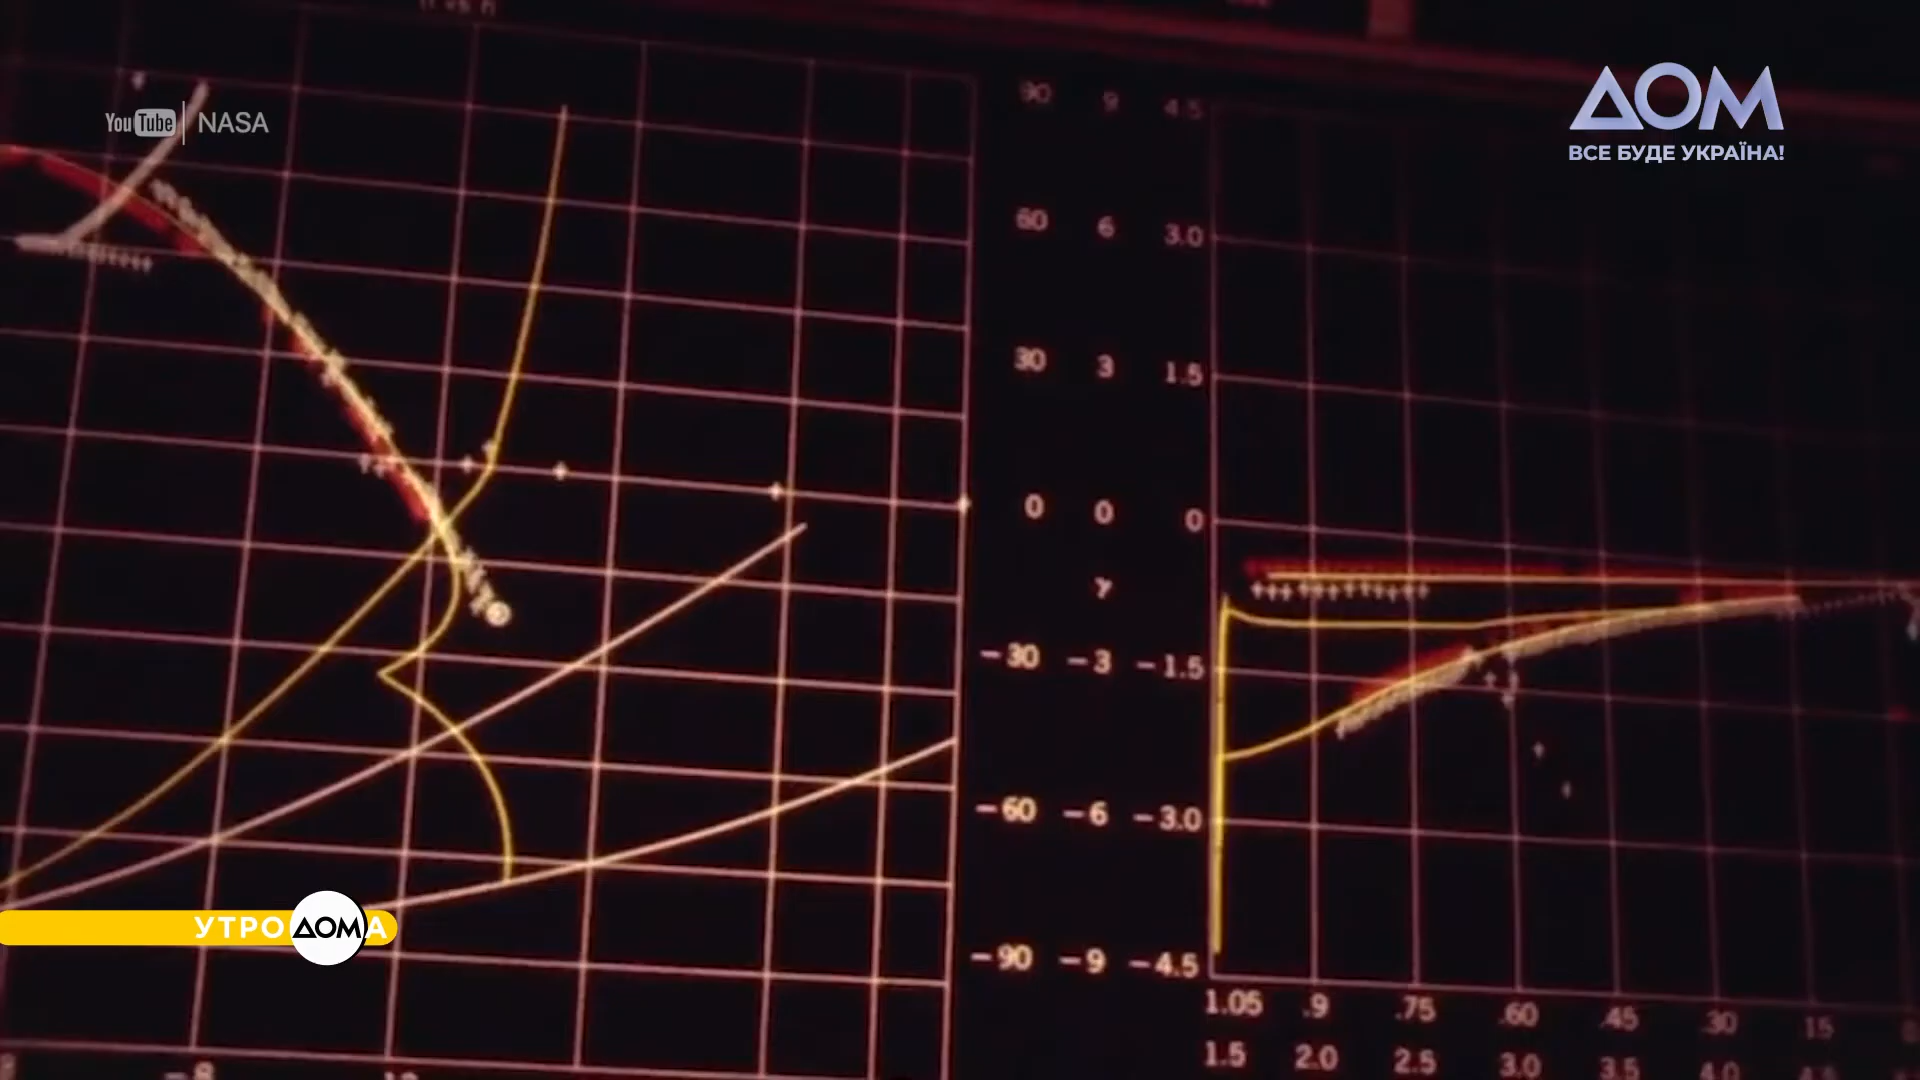 YouTube | NASA
ДОМ
ВСЕ БУДЕ УКРАЇНА!
90 9 4.5
60 6 3.0
30 3 1.5
0 0 0
γ
−30 −3 −1.5
−60 −6 −3.0
−90 −9 −4.5
1.05 .9 .75 .60 .45 .30 .15
1.5 2.0 2.5 3.0 3.5 4.0
−8
УТРО ДОМА